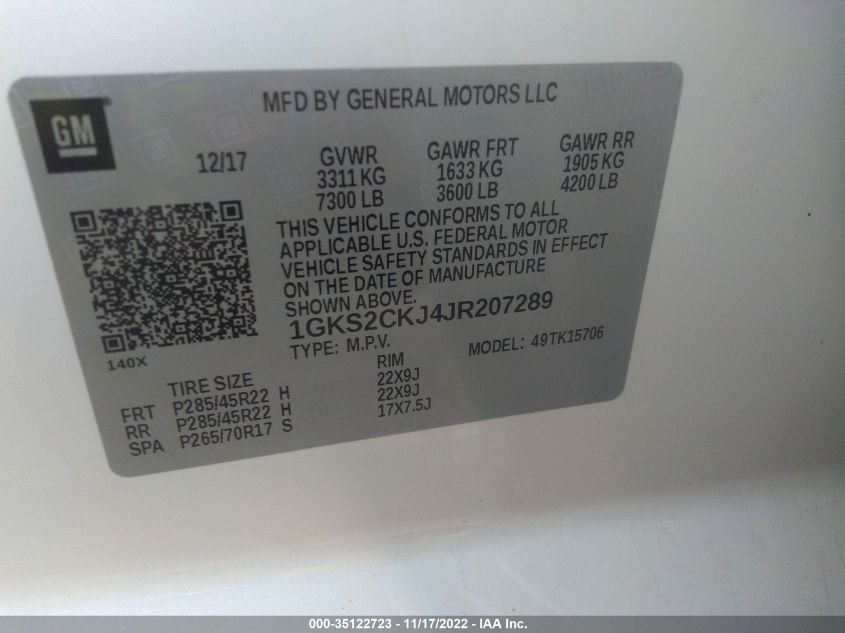 MFD BY GENERAL MOTORS LLC
GM
12/17 GVWR GAWR FRT GAWR RR
3311 KG 1633 KG 1905 KG
7300 LB 3600 LB 4200 LB
THIS VEHICLE CONFORMS TO ALL
APPLICABLE U.S. FEDERAL MOTOR
VEHICLE SAFETY STANDARDS IN EFFECT
ON THE DATE OF MANUFACTURE
SHOWN ABOVE.
1GKS2CKJ4JR207289
TYPE: M.P.V. MODEL: 49TK15706
140X
TIRE SIZE RIM
FRT P285/45R22 H 22X9J
RR P285/45R22 H 22X9J
SPA P265/70R17 S 17X7.5J
000-35122723 - 11/17/2022 - IAA Inc.